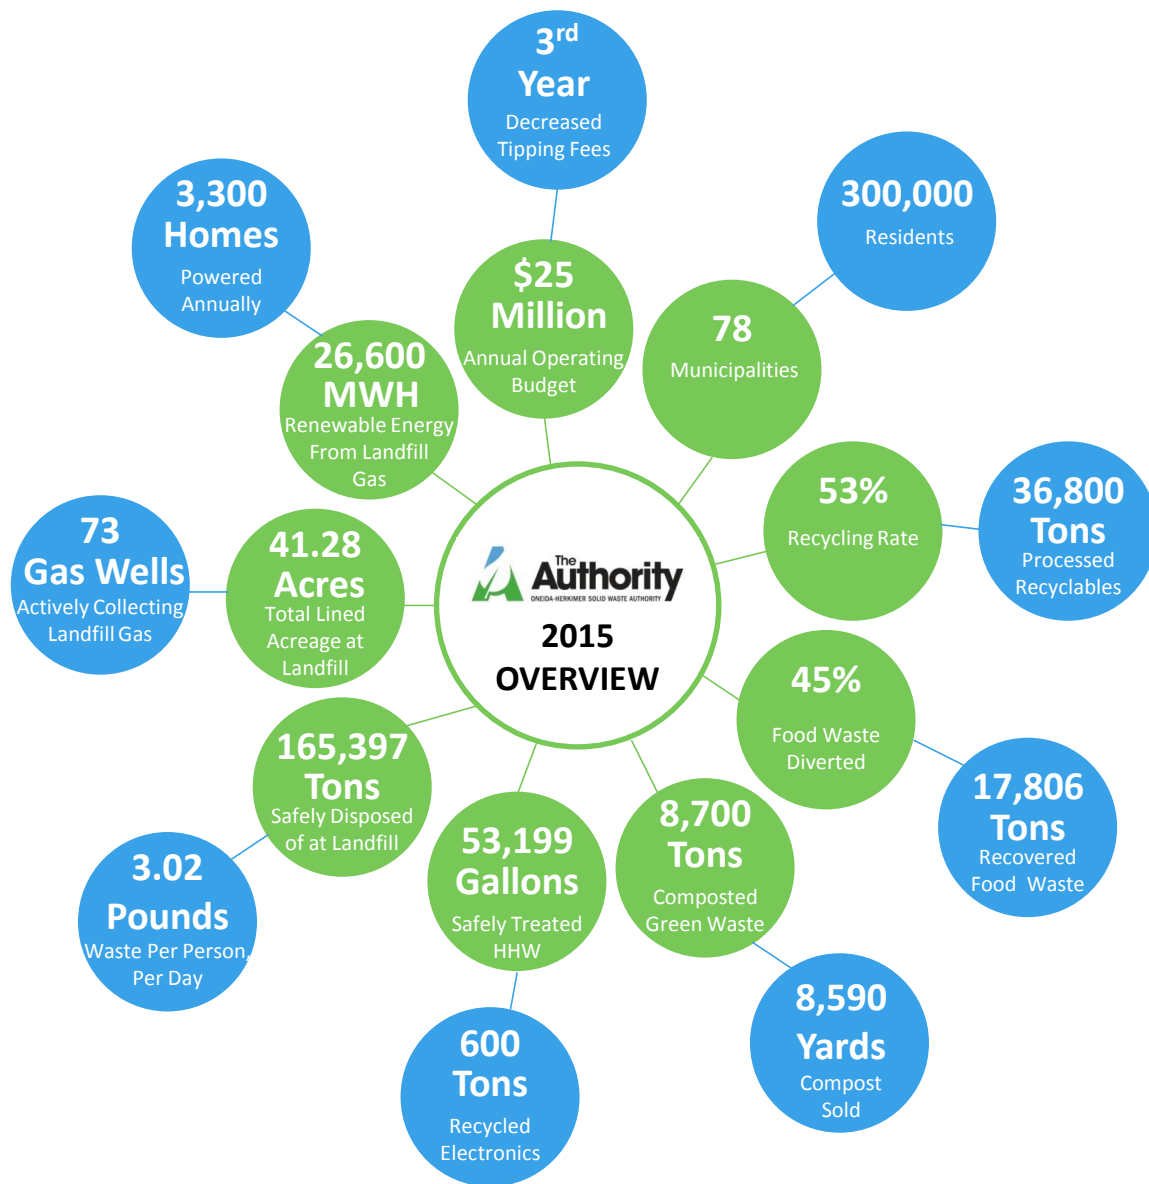 3rd
Year
Decreased
Tipping Fees
300,000
Residents
3,300
Homes
Powered
Annually
$25
Million
Annual Operating
Budget
78
Municipalities
26,600
MWH
Renewable Energy
From Landfill
Gas
53%
Recycling Rate
36,800
Tons
Processed
Recyclables
73
Gas Wells
Actively Collecting
Landfill Gas
41.28
Acres
Total Lined
Acreage at
Landfill
The
Authority
ONEIDA-HERKIMER SOLID WASTE AUTHORITY
2015
OVERVIEW
45%
Food Waste
Diverted
17,806
Tons
Recovered
Food Waste
165,397
Tons
Safely Disposed
of at Landfill
3.02
Pounds
Waste Per Person,
Per Day
53,199
Gallons
Safely Treated
HHW
8,700
Tons
Composted
Green Waste
8,590
Yards
Compost
Sold
600
Tons
Recycled
Electronics